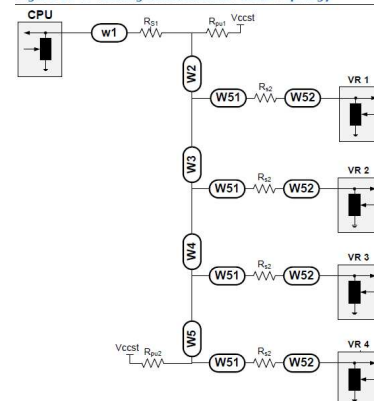 CPU
w1
RS1
Rpu1
Vccst
W2
W51
Rs2
W52
VR 1
W3
W51
Rs2
W52
VR 2
W4
W51
Rs2
W52
VR 3
W5
Vccst
Rpu2
W51
Rs2
W52
VR 4